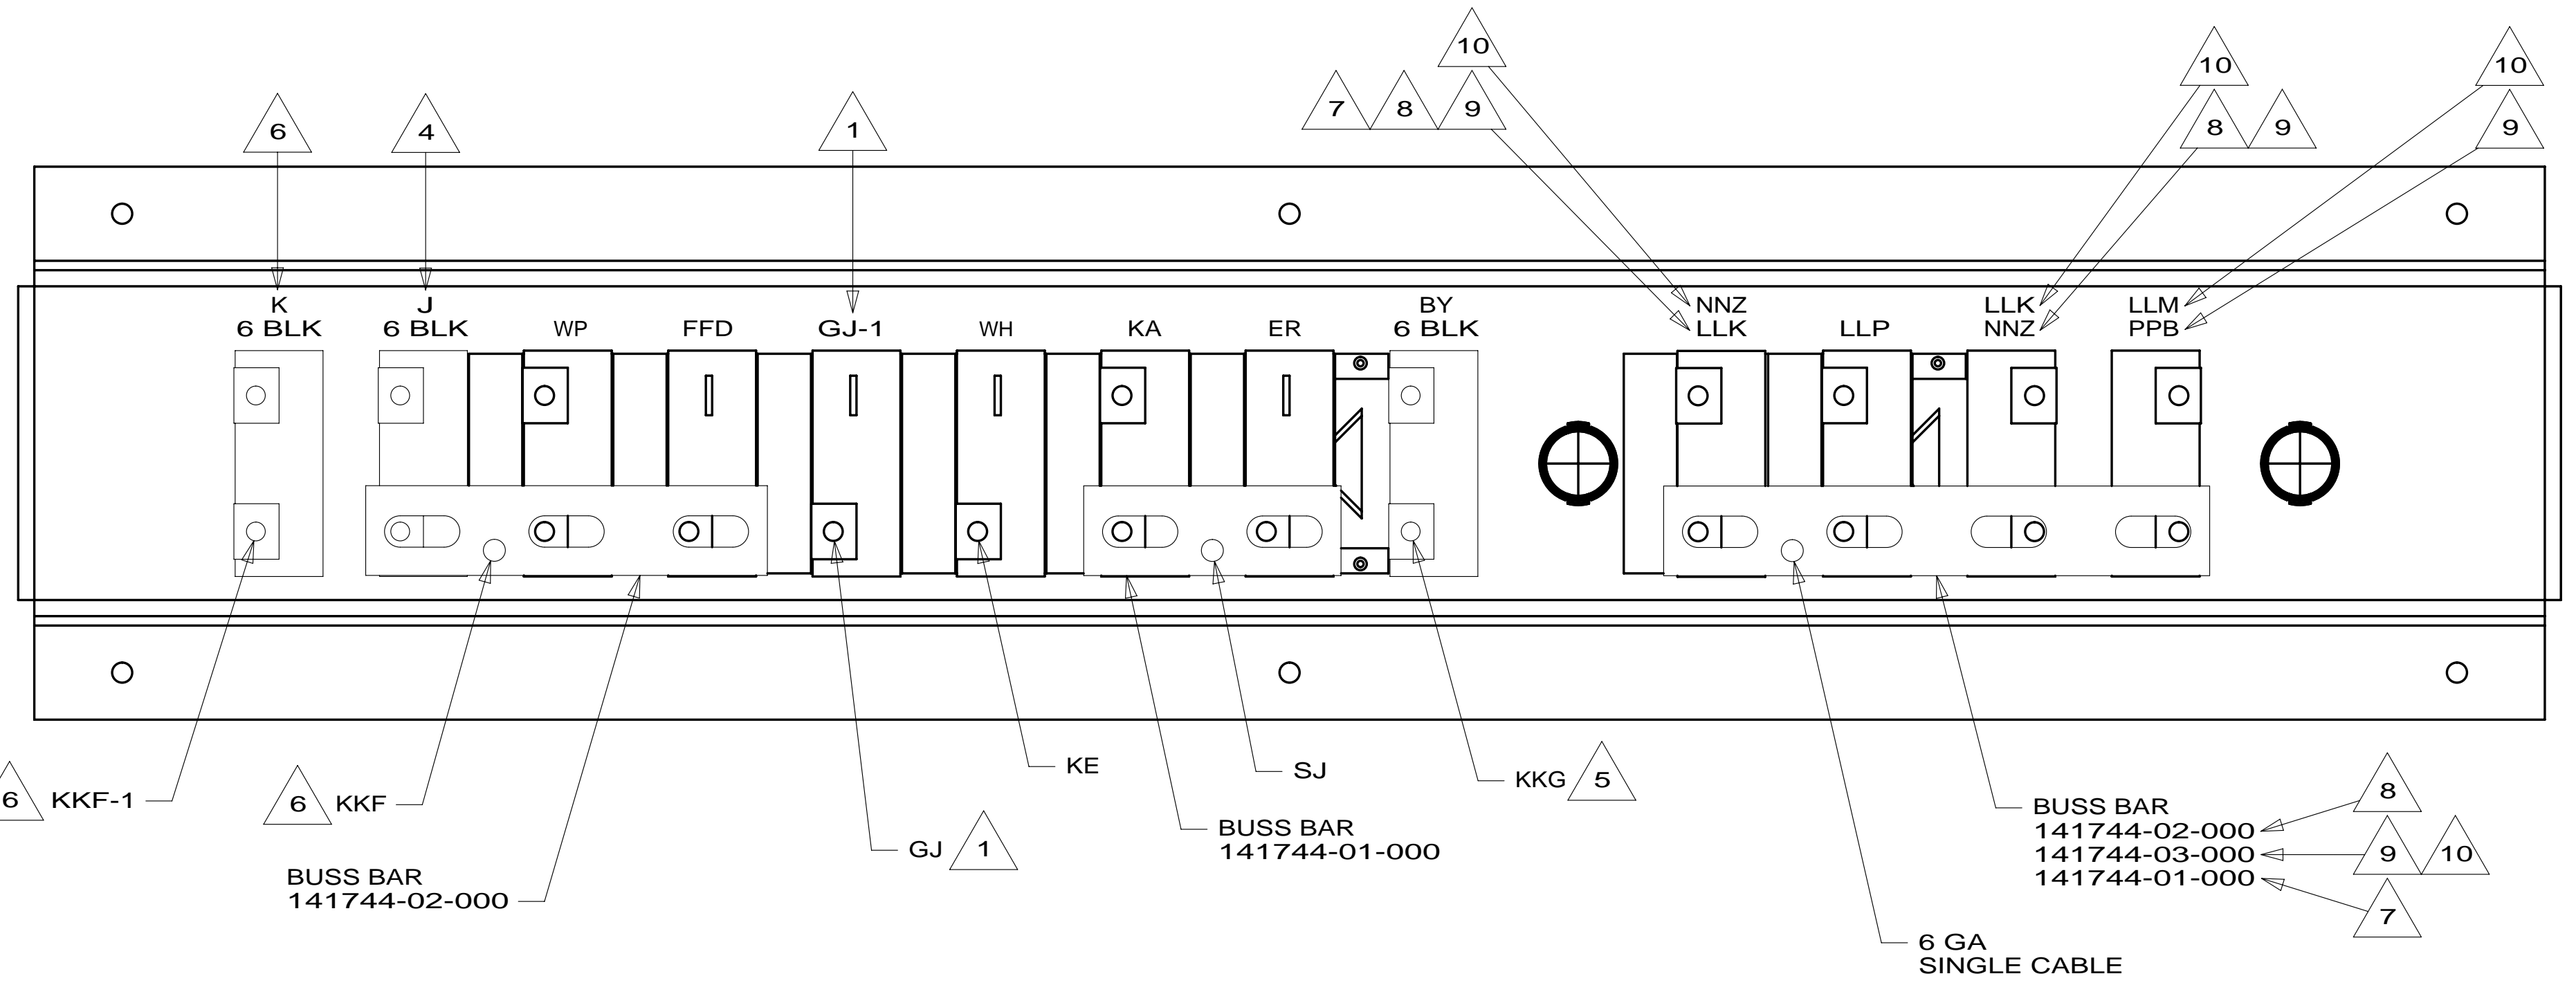 10
10
10
7 8 9
8 9
9
6
4
1
K
6 BLK
J
6 BLK
WP
FFD
GJ-1
WH
KA
ER
BY
6 BLK
NNZ
LLK
LLP
LLK
NNZ
LLM
PPB
6 KKF-1
6 KKF
BUSS BAR
141744-02-000
GJ 1
KE
BUSS BAR
141744-01-000
SJ
KKG 5
BUSS BAR
141744-02-000
141744-03-000
141744-01-000
8
9 10
7
6 GA
SINGLE CABLE